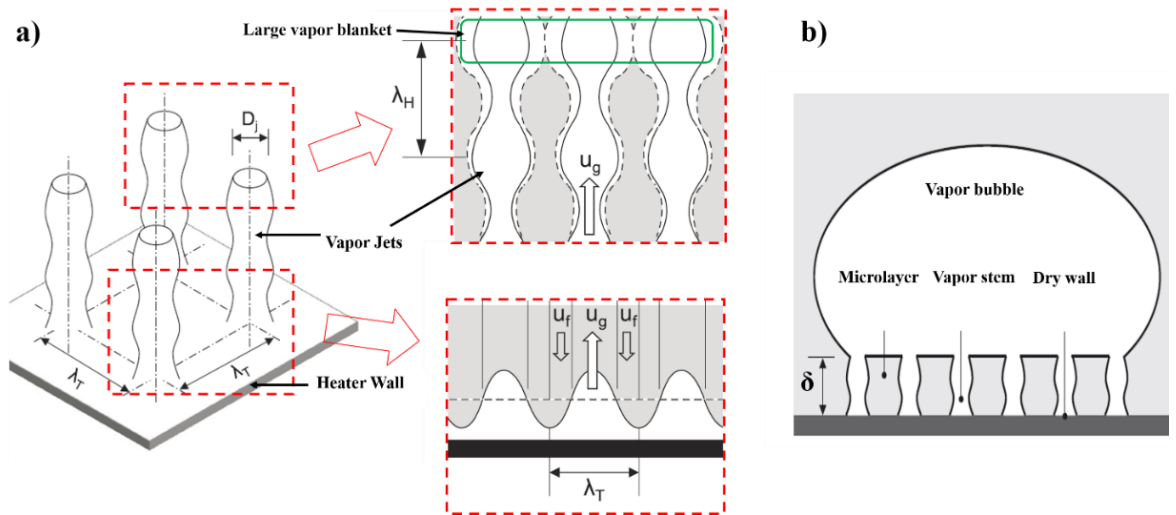 a)
Large vapor blanket
λH
Dj
ug
Vapor Jets
uf
ug
uf
λT
λT
Heater Wall
λT
b)
Vapor bubble
Microlayer
Vapor stem
Dry wall
δ